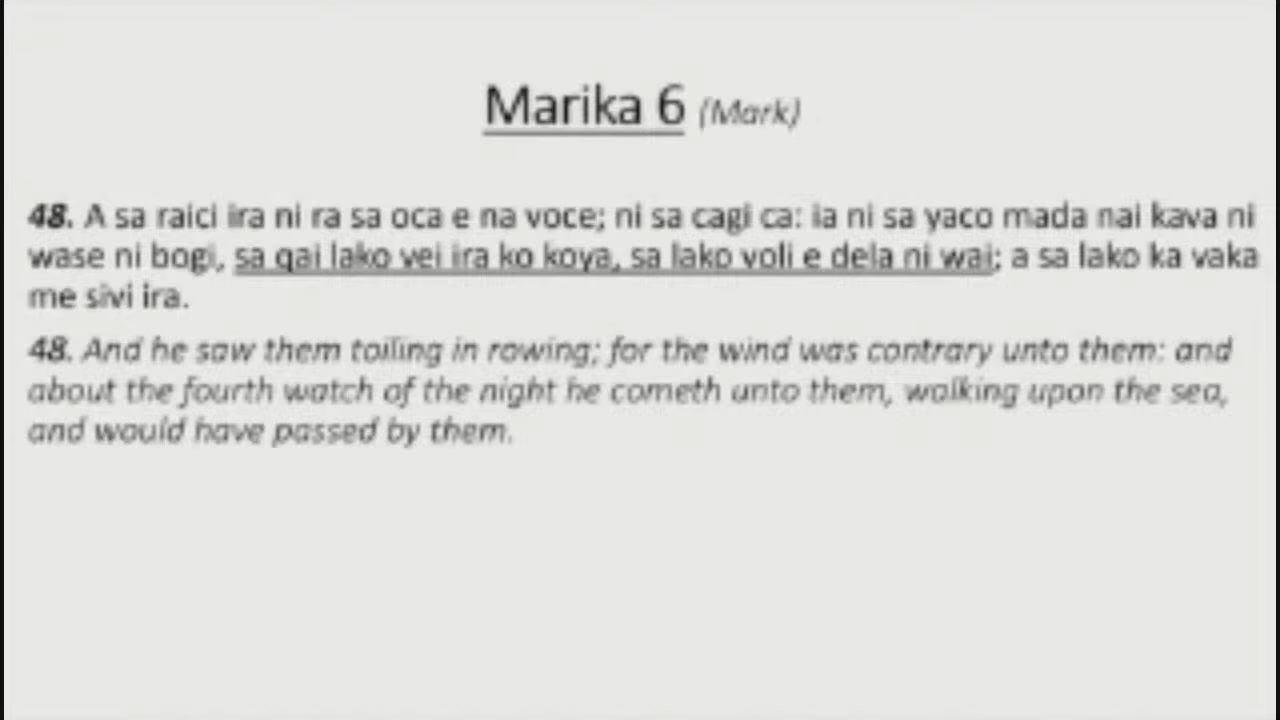 Marika 6 (Mark)
48. A sa raici ira ni ra sa oca e na voce; ni sa cagi ca: ia ni sa yaco mada nai kava ni
wase ni bogi, sa qai lako vei ira ko koya, sa lako voli e dela ni wai; a sa lako ka vaka
me sivi ira.
48. And he saw them toiling in rowing; for the wind was contrary unto them: and
about the fourth watch of the night he cometh unto them, walking upon the sea,
and would have passed by them.